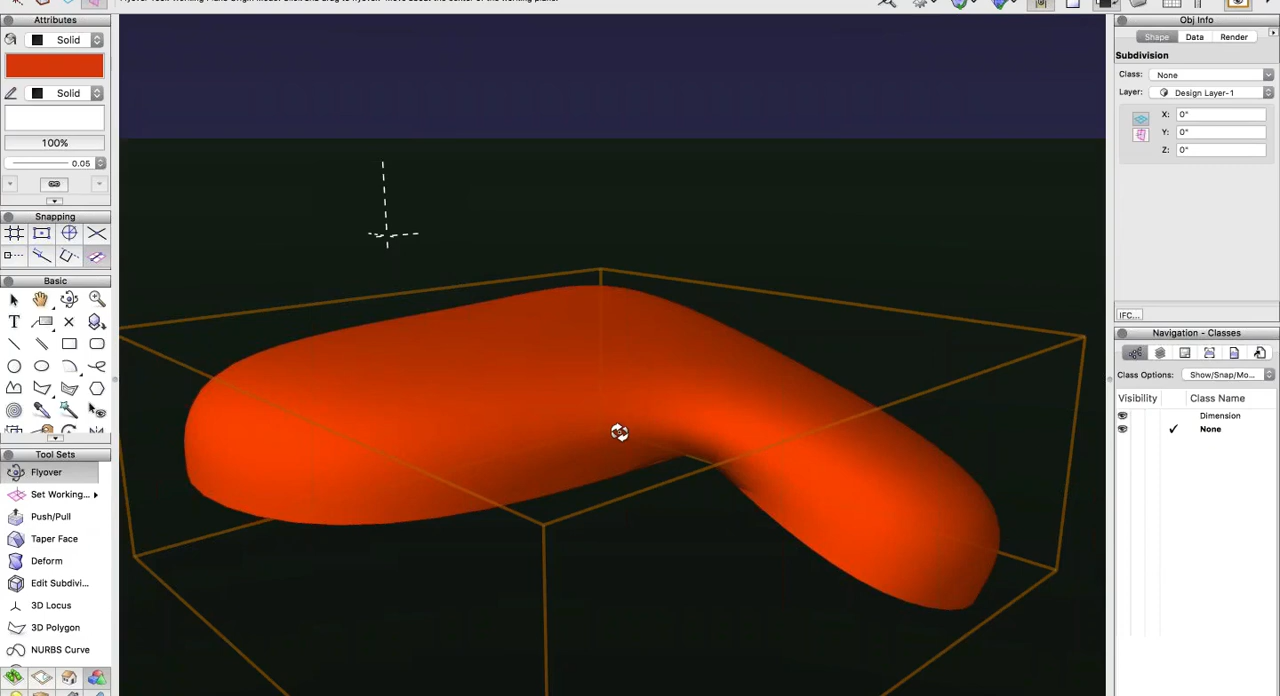 Attributes
Solid
Solid
100%
0.05
Snapping
Basic
T
Tool Sets
Flyover
Set Working...
Push/Pull
Taper Face
Deform
Edit Subdivi...
3D Locus
3D Polygon
NURBS Curve
Obj Info
Shape Data Render
Subdivision
Class: None
Layer: Design Layer-1
X: 0"
Y: 0"
Z: 0"
IFC...
Navigation - Classes
Class Options: Show/Snap/Mo...
Visibility Class Name
Dimension
None